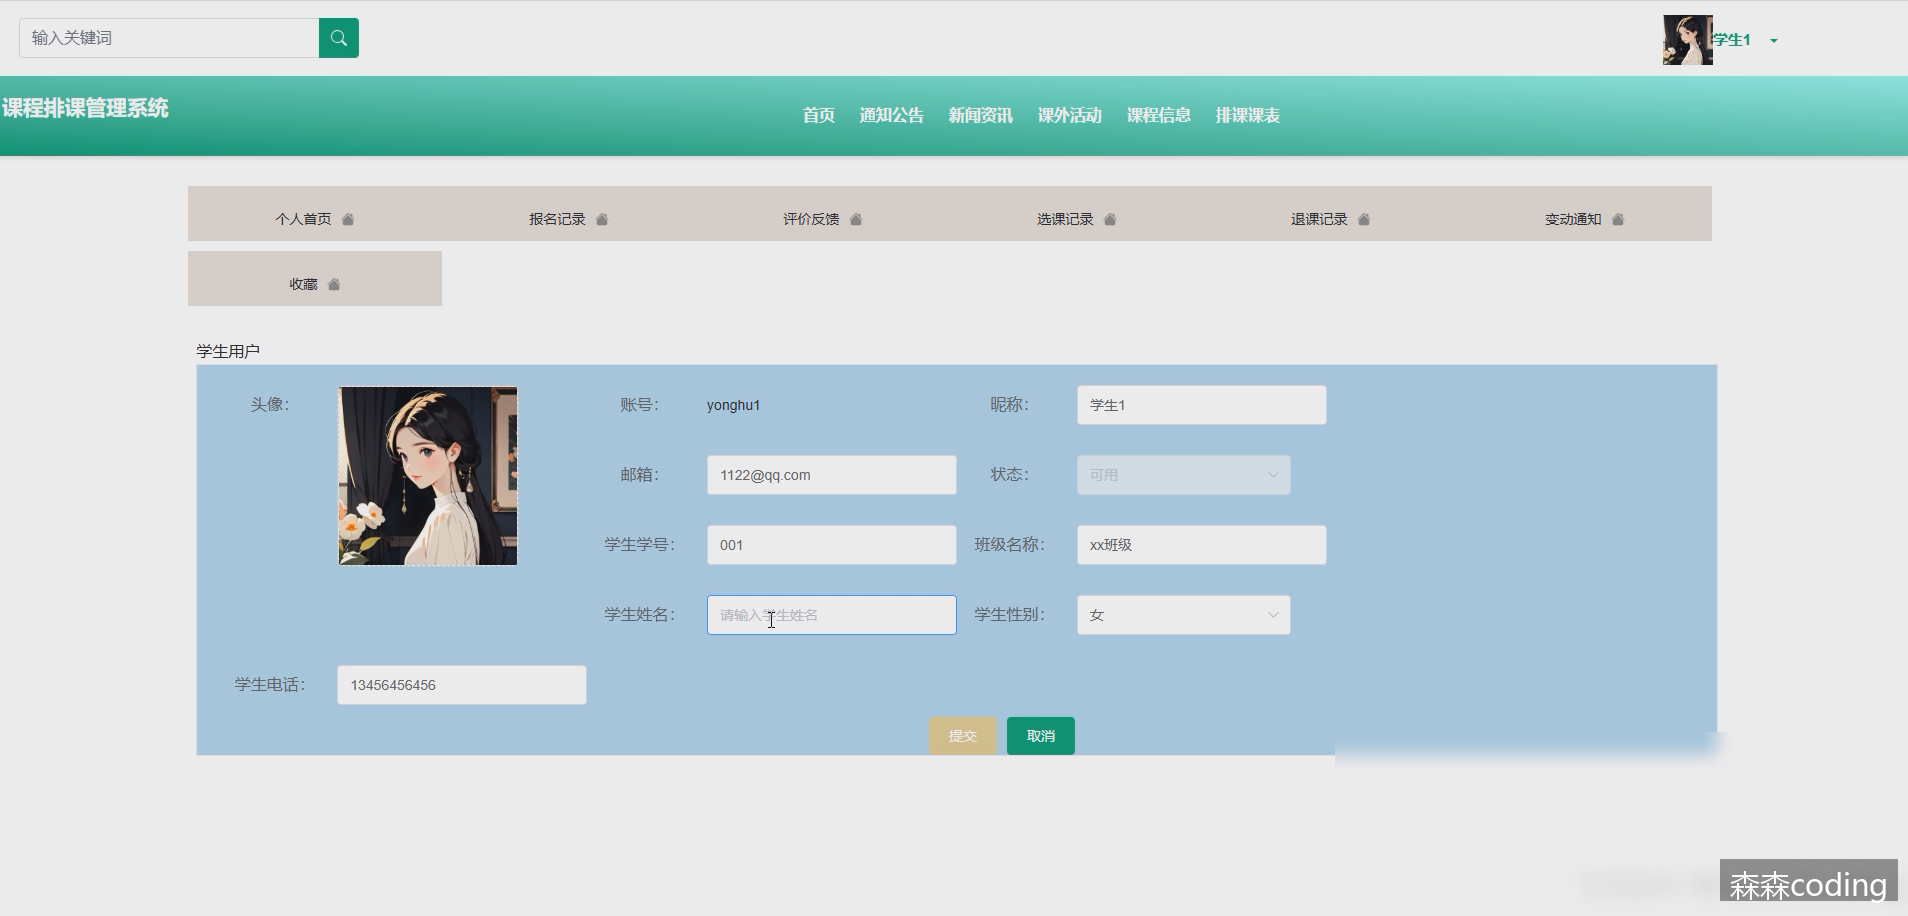 输入关键词
学生1
课程排课管理系统
首页 通知公告 新闻资讯 课外活动 课程信息 排课课表
个人首页 报名记录 评价反馈 选课记录 退课记录 变动通知
收藏
学生用户
头像： 账号： yonghu1 昵称： 学生1
邮箱： 1122@qq.com 状态： 可用
学生学号： 001 班级名称： xx班级
学生姓名： 请输入学生姓名 学生性别： 女
学生电话： 13456456456
提交 取消
森森coding